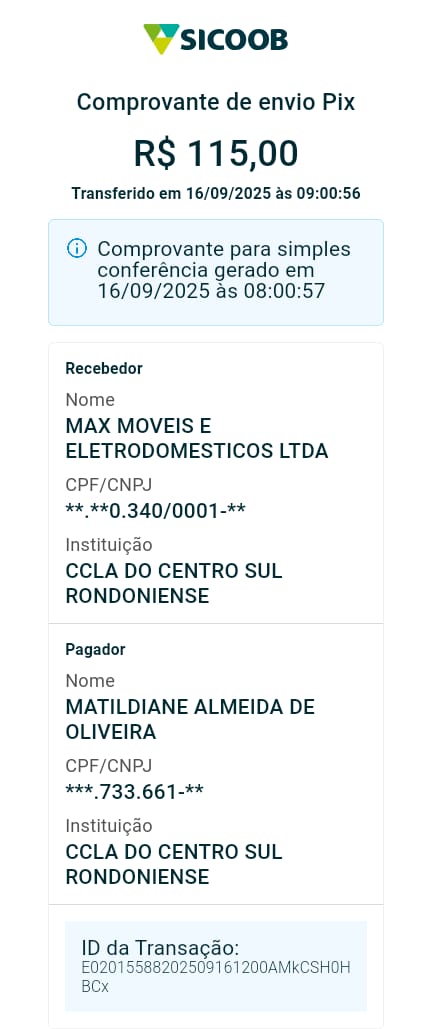 SICOOB
Comprovante de envio Pix
R$ 115,00
Transferido em 16/09/2025 às 09:00:56
Comprovante para simples
conferência gerado em
16/09/2025 às 08:00:57
Recebedor
Nome
MAX MOVEIS E
ELETRODOMESTICOS LTDA
CPF/CNPJ
**.**0.340/0001-**
Instituição
CCLA DO CENTRO SUL
RONDONIENSE
Pagador
Nome
MATILDIANE ALMEIDA DE
OLIVEIRA
CPF/CNPJ
***.733.661-**
Instituição
CCLA DO CENTRO SUL
RONDONIENSE
ID da Transação:
E02015588202509161200AMkCSH0H
BCx